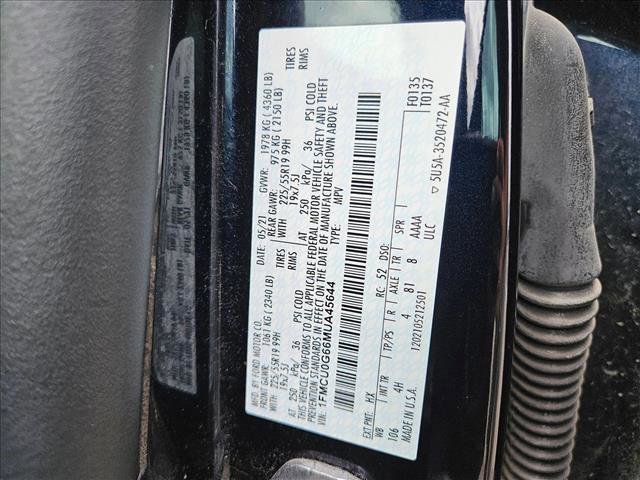 MFD. BY FORD MOTOR CO.
DATE: 05/21 GVWR: 1978 KG ( 4360 LB)
FRONT GAWR: 1061 KG ( 2340 LB) REAR GAWR: 975 KG ( 2150 LB)
WITH 225/55R19 99H TIRES
19x7.5J RIMS
WITH 225/55R19 99H TIRES
19x7.5J RIMS
AT 250 kPa/ 36 PSI COLD AT 250 kPa/ 36 PSI COLD
THIS VEHICLE CONFORMS TO ALL APPLICABLE FEDERAL MOTOR VEHICLE SAFETY AND THEFT
PREVENTION STANDARDS IN EFFECT ON THE DATE OF MANUFACTURE SHOWN ABOVE.
VIN: 1FMCU0G66MUA45644
TYPE: MPV
EXT PNT: HX RC: 52 DSO: F0135
WB INT TR TP/PS R AXLE TR SPR T0137
106 4H 4 81 8 AAAA
MADE IN U.S.A. ULC
1202105212501
▽ 5U5A-3520472-AA